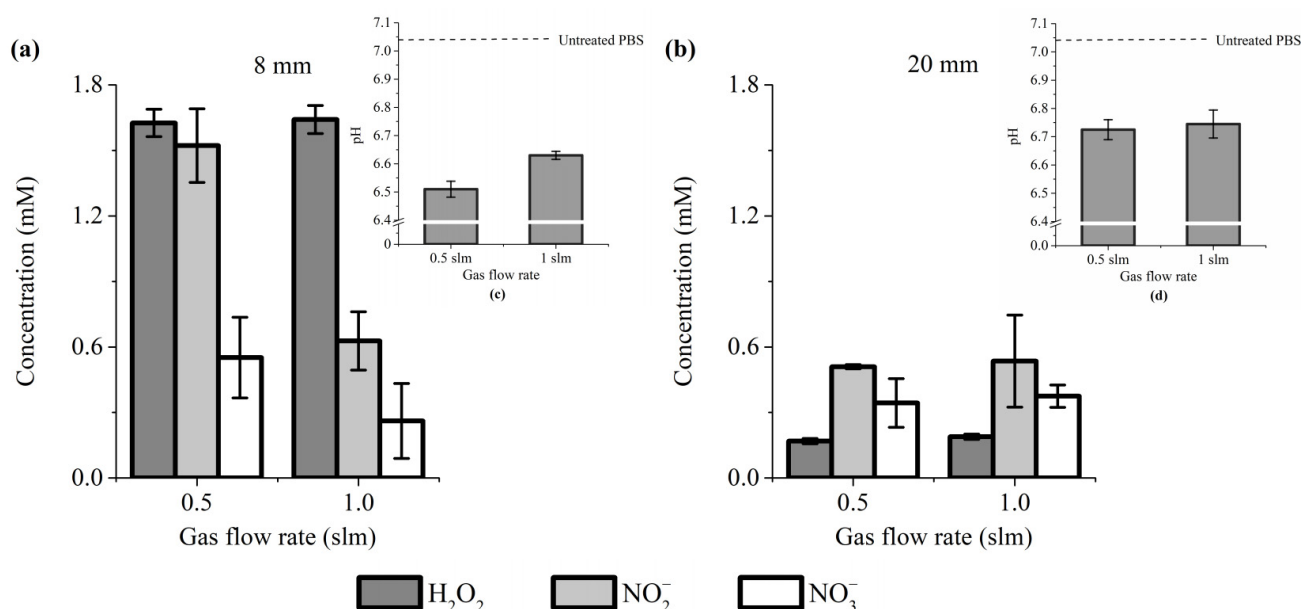 (a)
8 mm
Concentration (mM)
1.8
1.2
0.6
0.0
0.5
1.0
Gas flow rate (slm)
7.1
7.0
6.9
6.8
6.7
6.6
6.5
6.4
0
pH
Untreated PBS
0.5 slm
1 slm
Gas flow rate
(c)
(b)
20 mm
Concentration (mM)
1.8
1.2
0.6
0.0
0.5
1.0
Gas flow rate (slm)
7.1
7.0
6.9
6.8
6.7
6.6
6.5
6.4
0.0
pH
Untreated PBS
0.5 slm
1 slm
Gas flow rate
(d)
H₂O₂
NO₂⁻
NO₃⁻